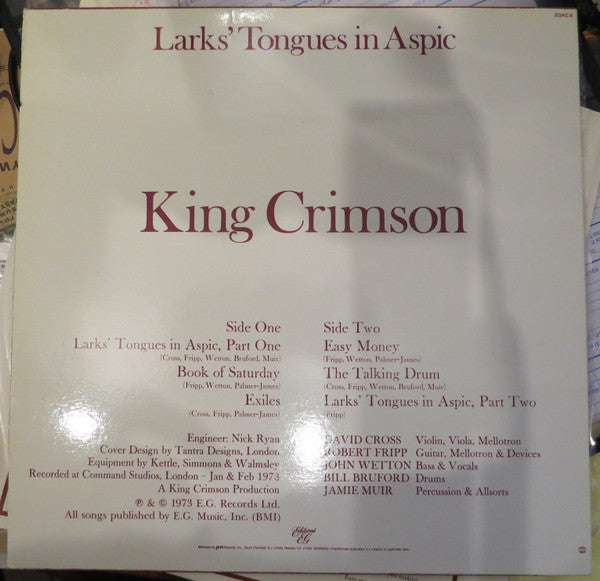 EGKC 6
Larks' Tongues in Aspic
King Crimson
Side One
Larks' Tongues in Aspic, Part One
(Cross, Fripp, Wetton, Bruford, Muir)
Book of Saturday
(Fripp, Wetton, Palmer-James)
Exiles
(Cross, Fripp, Palmer-James)
Side Two
Easy Money
(Fripp, Wetton, Palmer-James)
The Talking Drum
(Cross, Fripp, Wetton, Bruford, Muir)
Larks' Tongues in Aspic, Part Two
(Fripp)
Engineer: Nick Ryan
Cover Design by Tantra Designs, London
Equipment by Kettle, Simmons & Walmsley
Recorded at Command Studios, London – Jan & Feb 1973
A King Crimson Production
℗ & © 1973 E.G. Records Ltd.
All songs published by E.G. Music, Inc. (BMI)
DAVID CROSS Violin, Viola, Mellotron
ROBERT FRIPP Guitar, Mellotron & Devices
JOHN WETTON Bass & Vocals
BILL BRUFORD Drums
JAMIE MUIR Percussion & Allsorts
Editions
EG